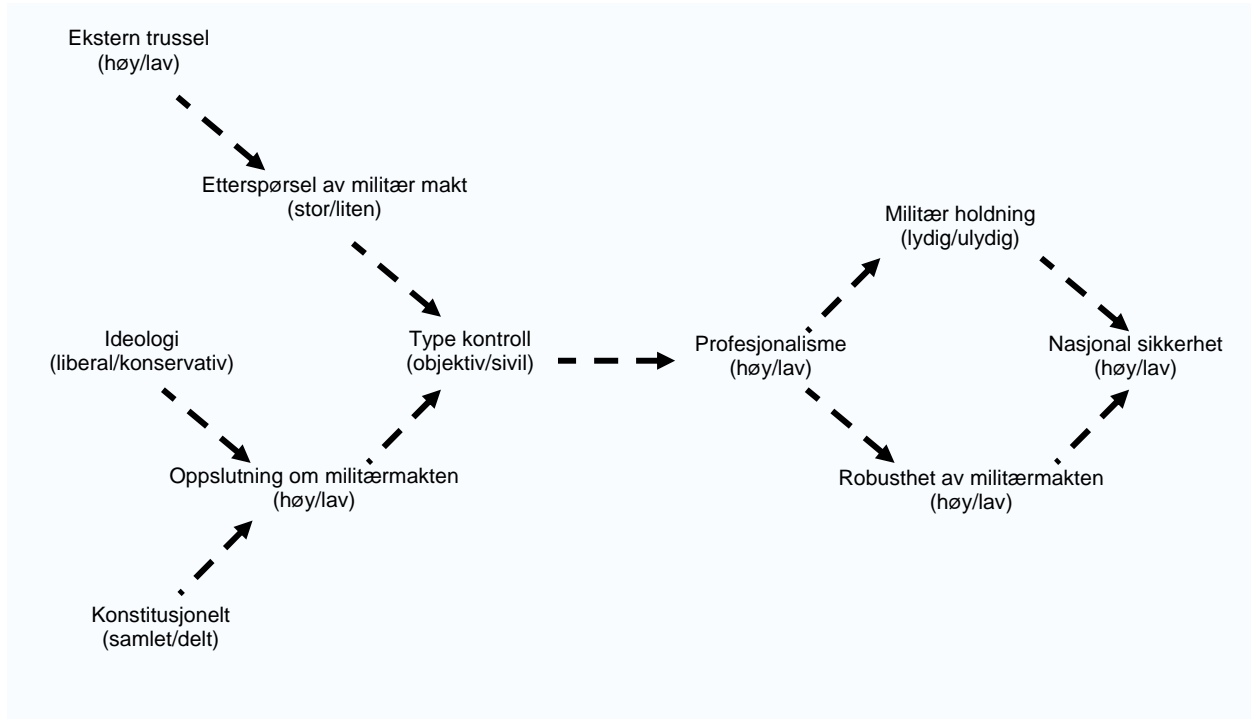 Ekstern trussel
(høy/lav)
Etterspørsel av militær makt
(stor/liten)
Militær holdning
(lydig/ulydig)
Ideologi
(liberal/konservativ)
Type kontroll
(objektiv/sivil)
Profesjonalisme
(høy/lav)
Nasjonal sikkerhet
(høy/lav)
Oppslutning om militærmakten
(høy/lav)
Robusthet av militærmakten
(høy/lav)
Konstitusjonelt
(samlet/delt)